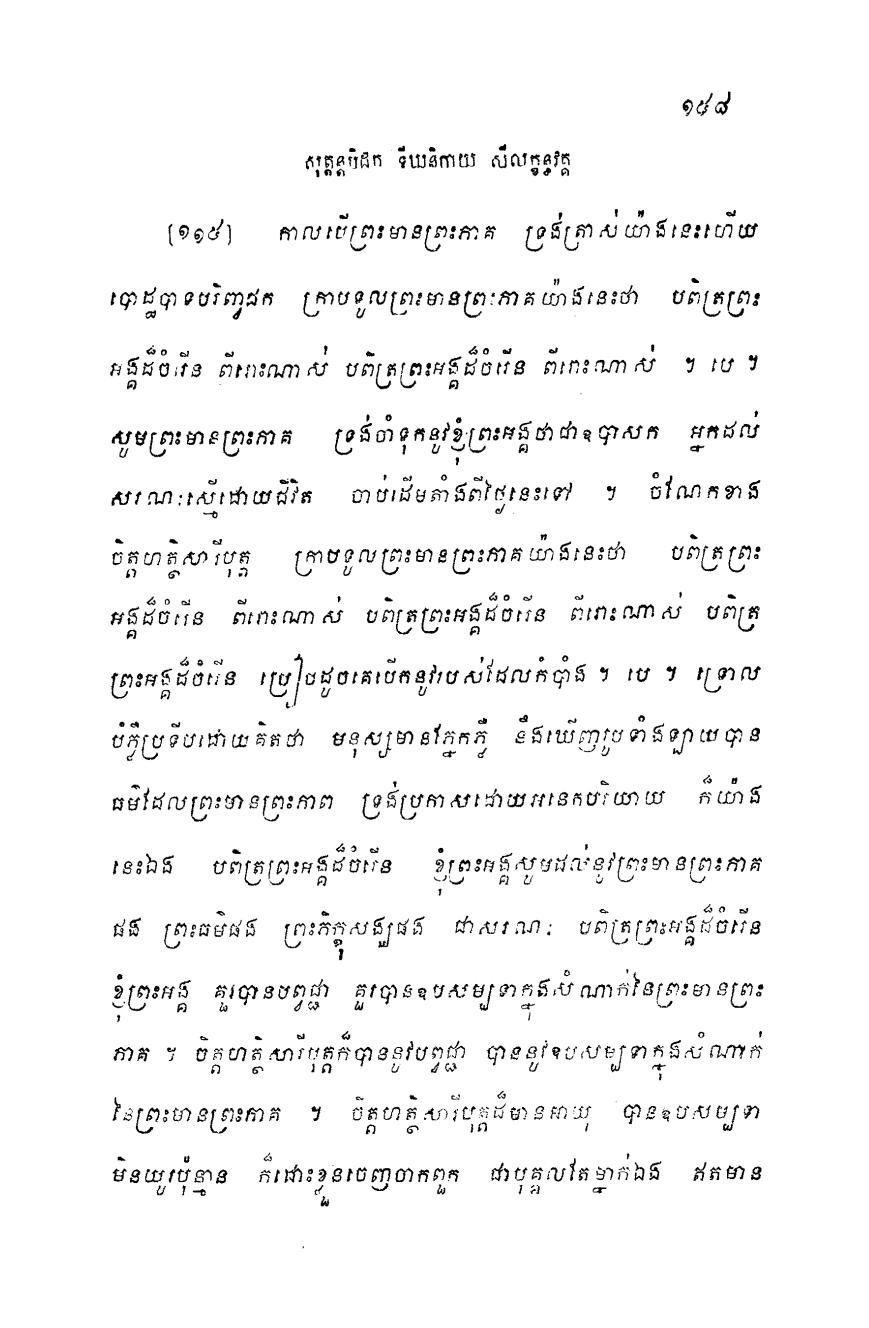 ១៥៨
សុត្តន្តបិដក ទីឃនិកាយ សីលក្ខន្ធវគ្គ
[១១៥] កាលបើព្រះមានព្រះភាគ ទ្រង់ត្រាស់យ៉ាងនេះហើយ
បោដ្ឋបាទបរិញ្វជក ក្រាបទូលព្រះមានព្រះភាគយ៉ាងនេះថា បពិត្រព្រះ
អង្គដ៏ចំរើន ពីរោះណាស់ បពិត្រព្រះអង្គដ៏ចំរើន ពីរោះណាស់ ។ បេ ។
សូមព្រះមានព្រះភាគ ទ្រង់ចាំទុកនូវខ្ញុំព្រះអង្គថាជាឧបាសក អ្នកដល់
សរណៈស្មើដោយជីវិត ចាប់ដើមតាំងពីថ្ងៃនេះទៅ ។ ចំណែកខាង
ចិត្តហត្ថិសារីបុត្ត ក្រាបទូលព្រះមានព្រះភាគយ៉ាងនេះថា បពិត្រព្រះ
អង្គដ៏ចំរើន ពីរោះណាស់ បពិត្រព្រះអង្គដ៏ចំរើន ពីរោះណាស់ បពិត្រ
ព្រះអង្គដ៏ចំរើន ប្រៀបដូចគេបើកនូវរបស់ដែលកំបាំង ។ បេ ។ ទ្រោល
បំភ្លឺប្រទីបដោយគិតថា មនុស្សមានភ្នែកភ្លឺ នឹងឃើញរូបទាំងឡាយបាន
ធម៌ដែលព្រះមានព្រះភាព ទ្រង់ប្រកាសដោយអនេកបរិយាយ ក៏យ៉ាង
នេះឯង បពិត្រព្រះអង្គដ៏ចំរើន ខ្ញុំព្រះអង្គសូមដល់នូវព្រះមានព្រះភាគ
ផង ព្រះធម៌ផង ព្រះភិក្ខុសង្ឃផង ជាសរណៈ បពិត្រព្រះអង្គដ៏ចំរើន
ខ្ញុំព្រះអង្គ គួរបានបព្វជ្ជា គួរបានឧបសម្បទាក្នុងសំណាក់នៃព្រះមានព្រះ
ភាគ ។ ចិត្តហត្ថិសារីបុត្តក៏បាននូវបព្វជ្ជា បាននូវឧបសម្បទាក្នុងសំណាក់
នៃព្រះមានព្រះភាគ ។ ចិត្តហត្ថិសារីបុត្តដ៏មានអាយុ បានឧបសម្បទា
មិនយូរប៉ុន្មាន ក៏ដោះខ្លួនចេញចាកពួក ជាបុគ្គលតែម្នាក់ឯង ឥតមាន